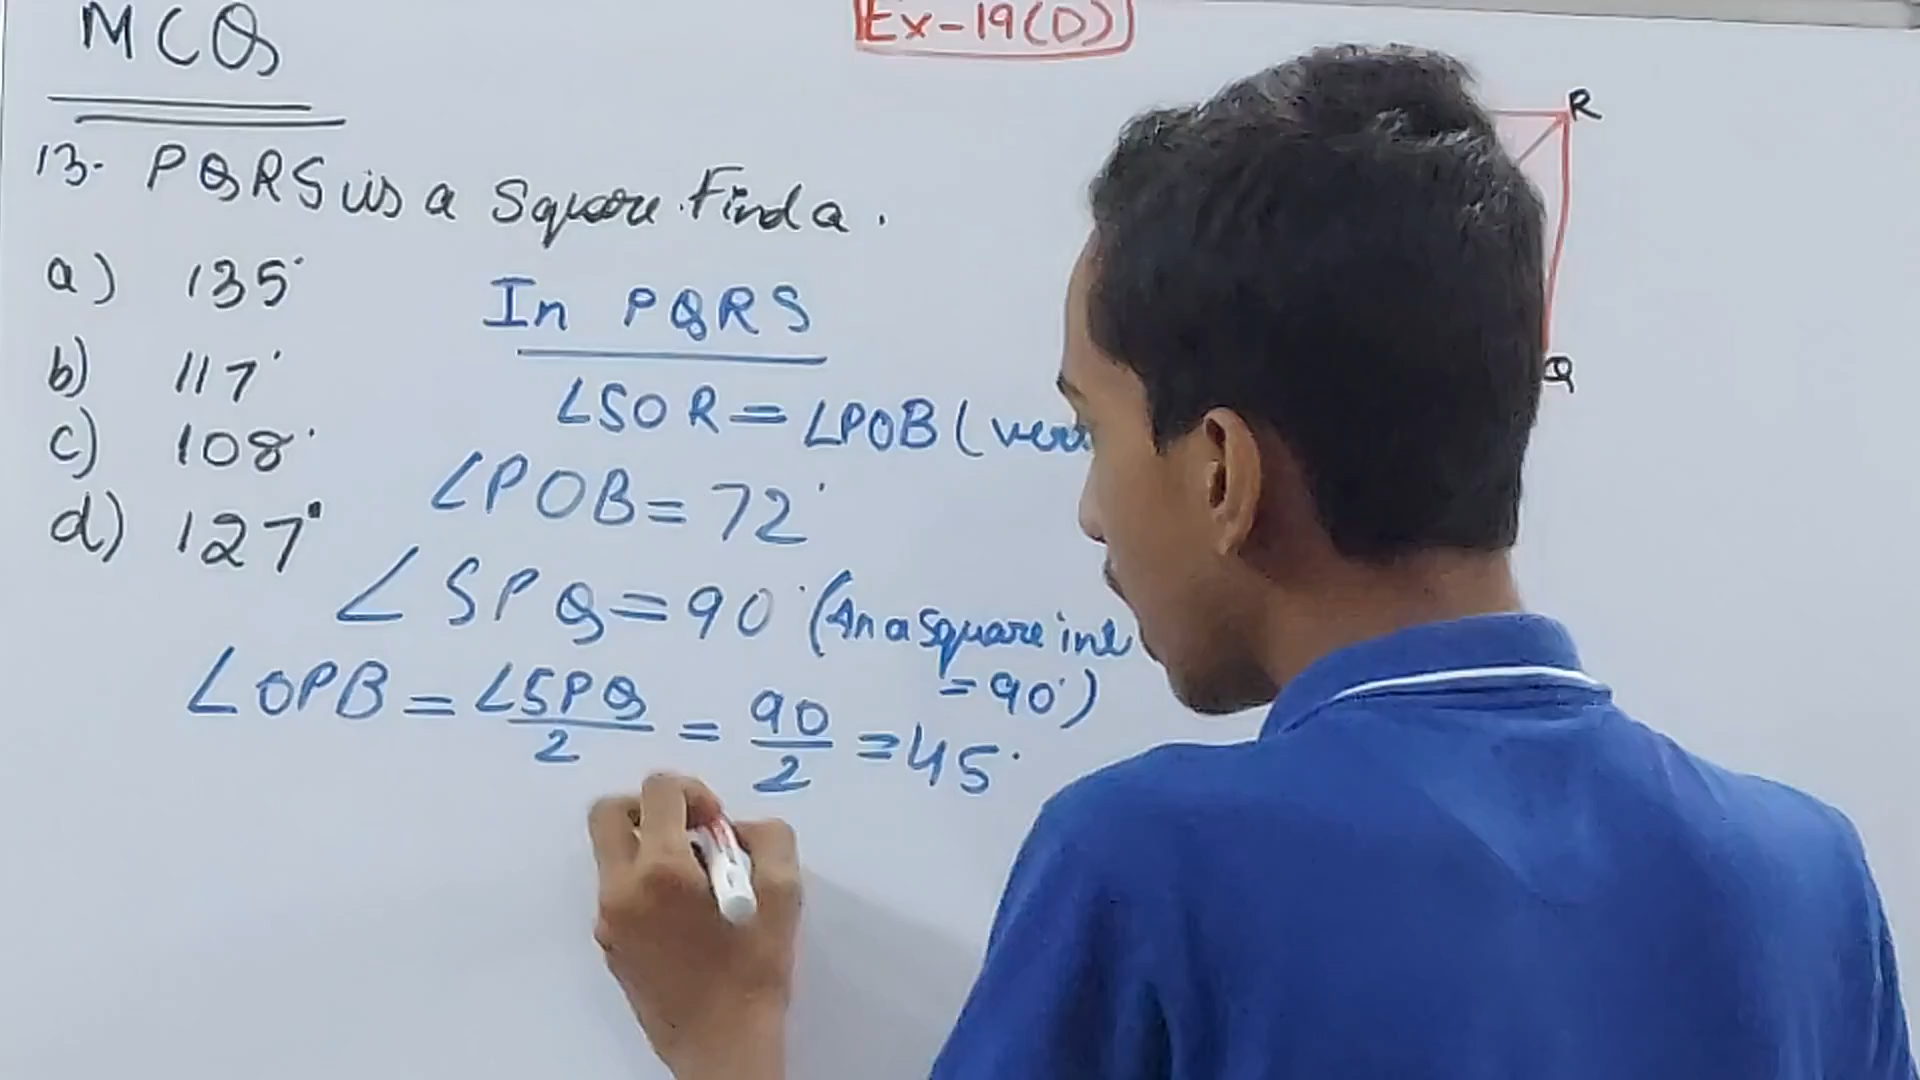 MCQ
Ex-19(D)
13. PQRS is a Square. Find a.
a) 135°
b) 117°
c) 108°
d) 127°
In PQRS
∠SOR = ∠POB (ver
∠POB = 72°
∠SPQ = 90° (In a square int
= 90°)
∠OPB = ∠SPQ/2 = 90/2 = 45°
R
Q